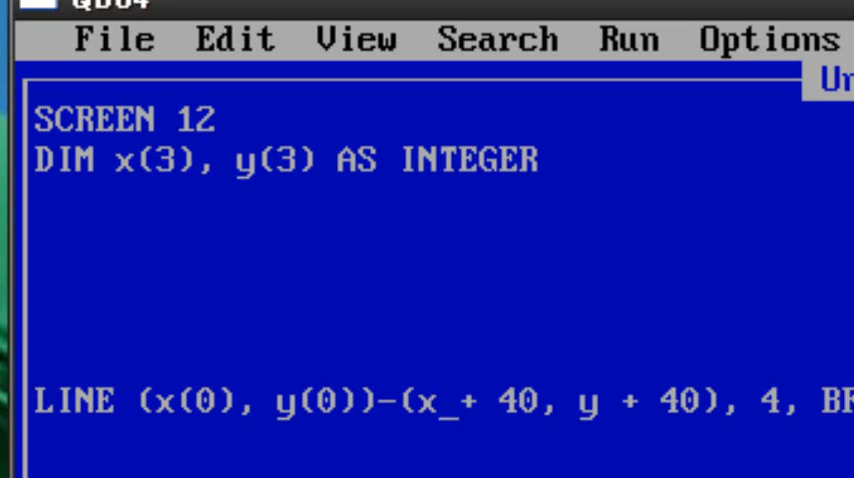 QB64
File Edit View Search Run Options
SCREEN 12
DIM x(3), y(3) AS INTEGER
LINE (x(0), y(0))-(x_+ 40, y + 40), 4, BF